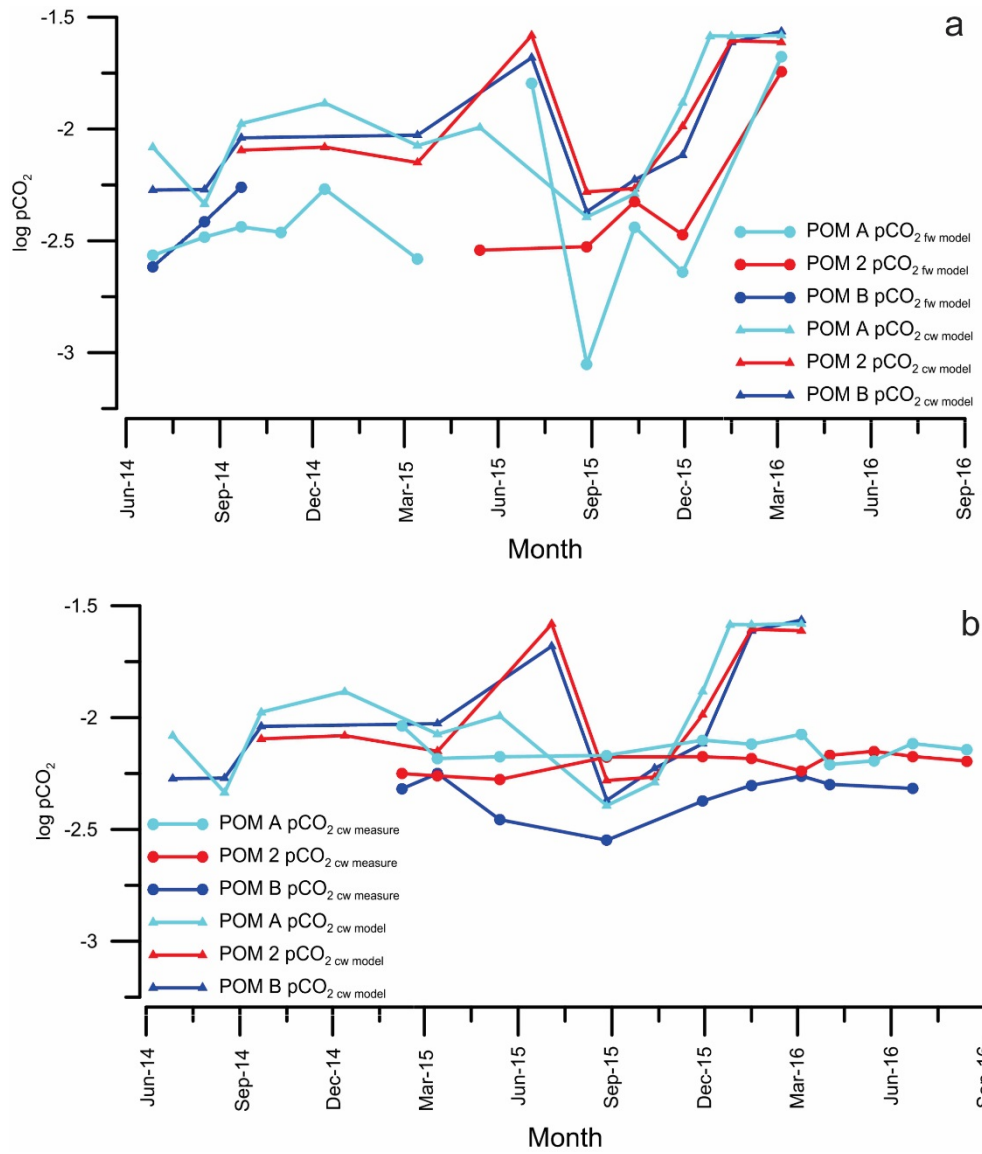 a
-1.5
-2
-2.5
-3
log pCO2
POM A pCO2 fw model
POM 2 pCO2 fw model
POM B pCO2 fw model
POM A pCO2 cw model
POM 2 pCO2 cw model
POM B pCO2 cw model
Jun-14
Sep-14
Dec-14
Mar-15
Jun-15
Sep-15
Dec-15
Mar-16
Jun-16
Sep-16
Month
b
-1.5
-2
-2.5
-3
log pCO2
POM A pCO2 cw measure
POM 2 pCO2 cw measure
POM B pCO2 cw measure
POM A pCO2 cw model
POM 2 pCO2 cw model
POM B pCO2 cw model
Jun-14
Sep-14
Dec-14
Mar-15
Jun-15
Sep-15
Dec-15
Mar-16
Jun-16
Sep-16
Month